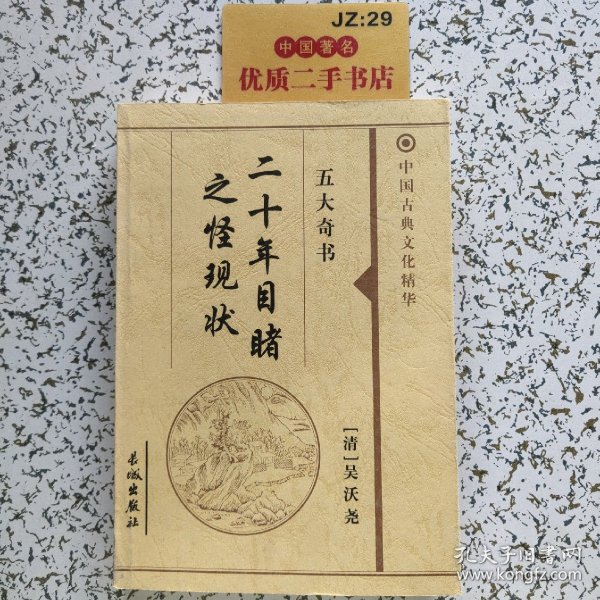 JZ:29
中国著名
优质二手书店
中国古典文化精华
五大奇书
二十年目睹
之怪现状
[清]吴沃尧
长城出版社
孔夫子旧书网
www.kongfz.com